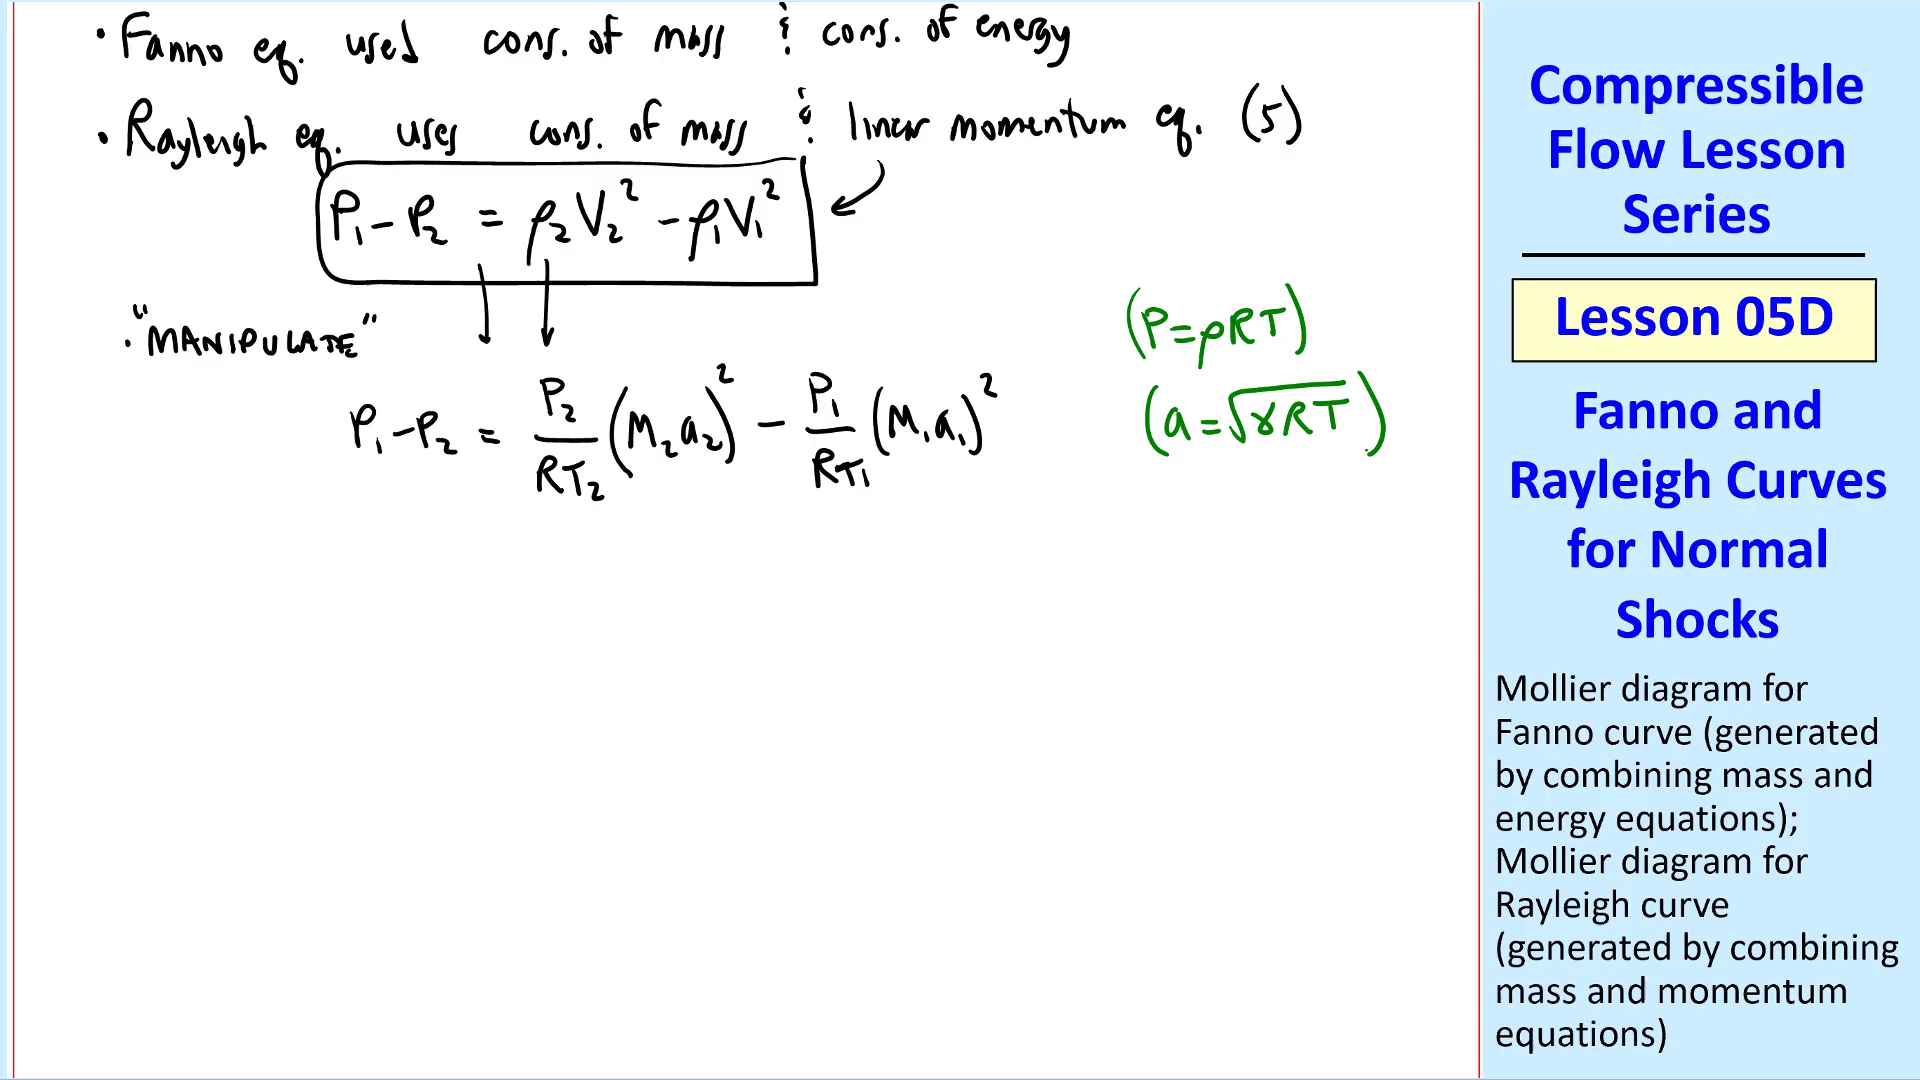 • Fanno eq. used cons. of mass & cons. of energy
• Rayleigh eq. uses cons. of mass & linear momentum eq. (5)
P₁ - P₂ = ρ₂V₂² - ρ₁V₁²
• "MANIPULATE"
(P = ρRT)
P₁ - P₂ = P₂/RT₂ (M₂a₂)² - P₁/RT₁ (M₁a₁)²
(a = √γRT)
Compressible
Flow Lesson
Series
Lesson 05D
Fanno and
Rayleigh Curves
for Normal
Shocks
Mollier diagram for
Fanno curve (generated
by combining mass and
energy equations);
Mollier diagram for
Rayleigh curve
(generated by combining
mass and momentum
equations)